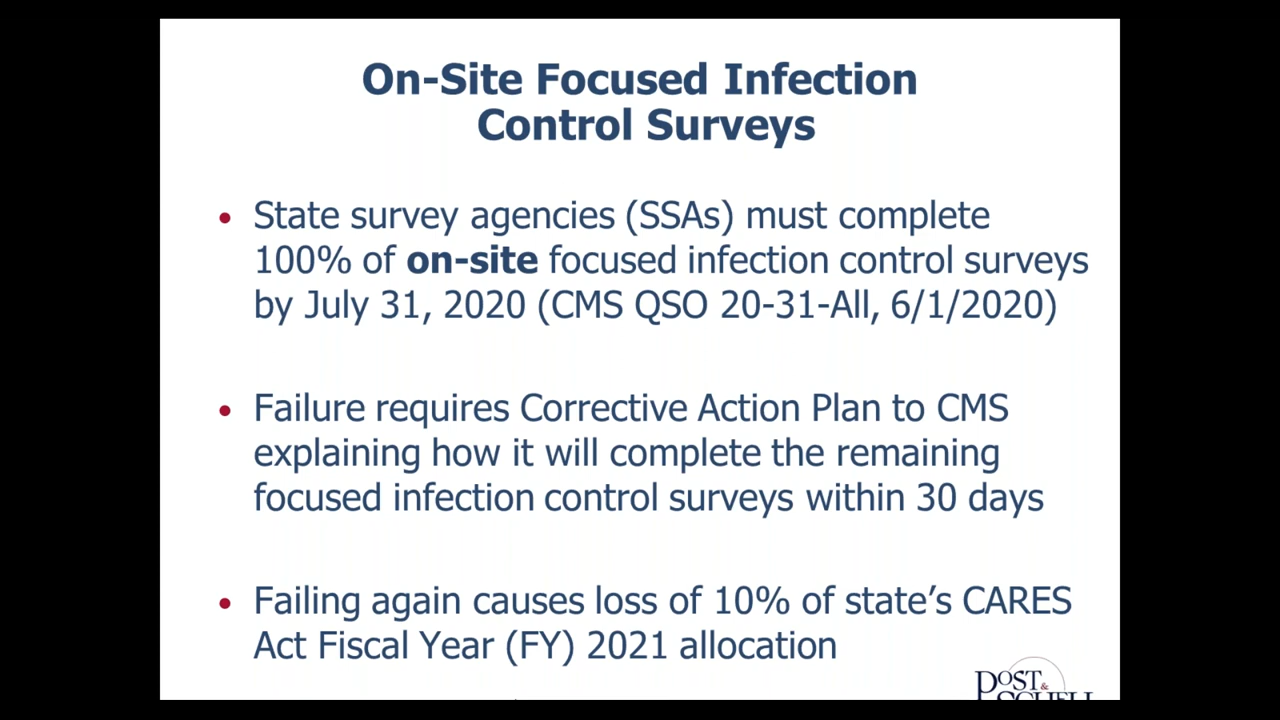 On-Site Focused Infection
Control Surveys
• State survey agencies (SSAs) must complete
100% of on-site focused infection control surveys
by July 31, 2020 (CMS QSO 20-31-All, 6/1/2020)
• Failure requires Corrective Action Plan to CMS
explaining how it will complete the remaining
focused infection control surveys within 30 days
• Failing again causes loss of 10% of state’s CARES
Act Fiscal Year (FY) 2021 allocation
POST &